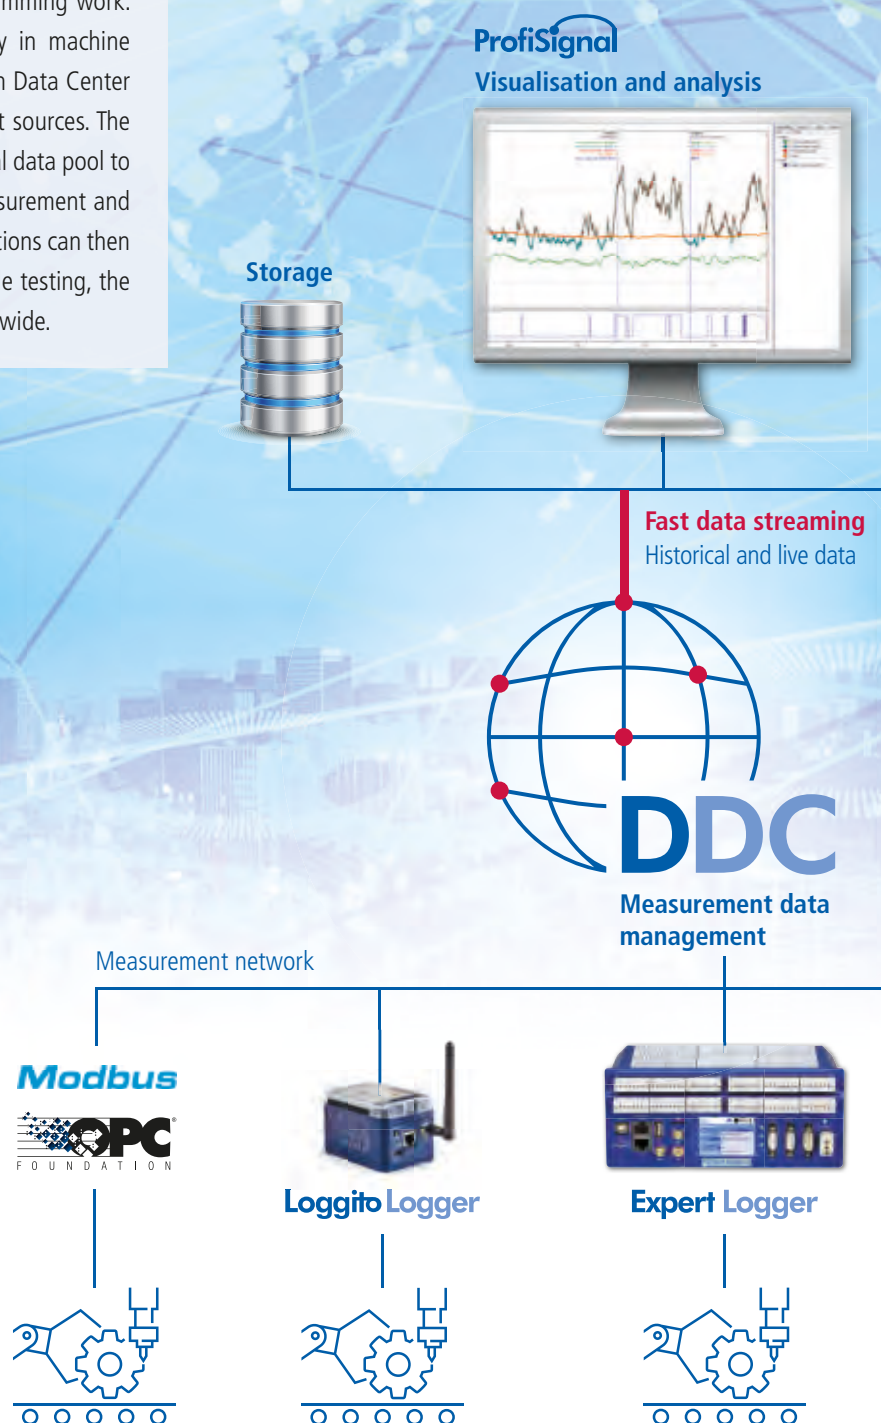 mming work.
y in machine
n Data Center
t sources. The
l data pool to
surement and
tions can then
e testing, the
wide.
ProfiSignal
Visualisation and analysis
Storage
Fast data streaming
Historical and live data
DDC
Measurement data
management
Measurement network
Modbus
OPC
FOUNDATION
Loggito Logger
Expert Logger